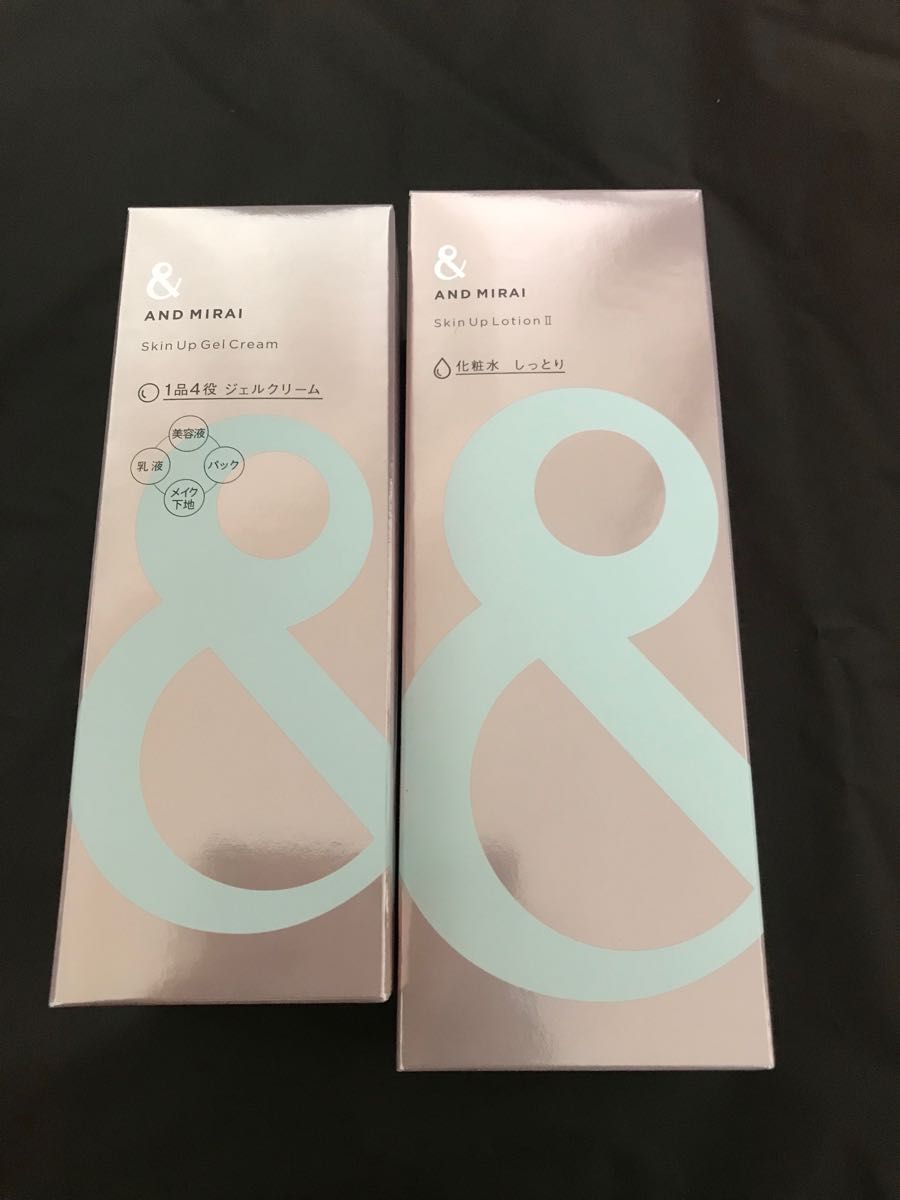 &
AND MIRAI
Skin Up Gel Cream
1品4役 ジェルクリーム
美容液
乳液
パック
メイク
下地
&
&
AND MIRAI
Skin Up Lotion Ⅱ
化粧水 しっとり
&